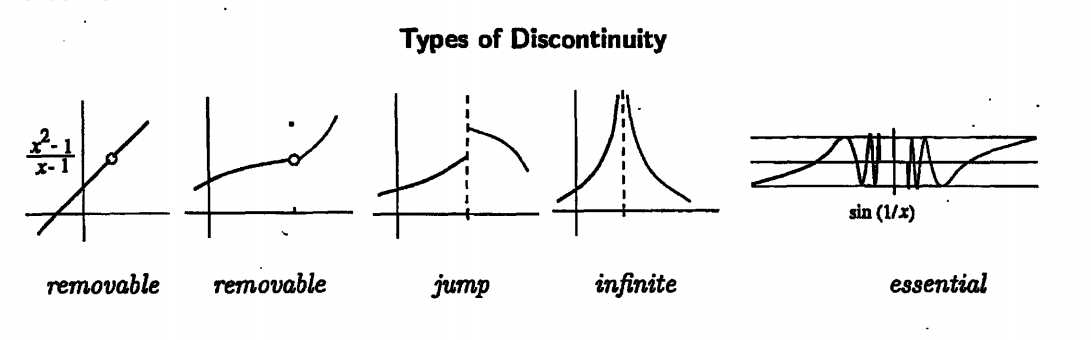 Types of Discontinuity
x²- 1
x- 1
sin (1/x)
removable
removable
jump
infinite
essential